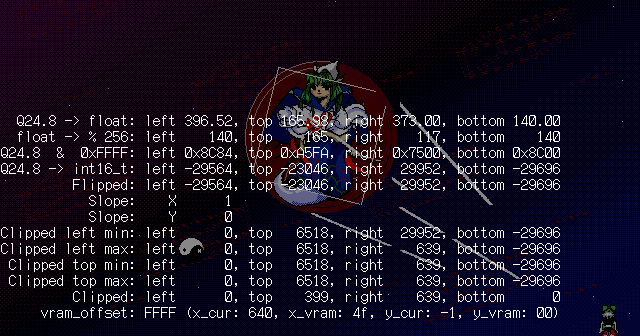 Q24.8 -> float: left 396.52, top 165.98, right 373.00, bottom 140.00
float -> % 256: left 140, top 165, right 117, bottom 140
Q24.8 & 0xFFFF: left 0x8C84, top 0xA5FA, right 0x7500, bottom 0x8C00
Q24.8 -> int16_t: left -29564, top -23046, right 29952, bottom -29696
Flipped: left -29564, top -23046, right 29952, bottom -29696
Slope: X 1
Slope: Y 0
Clipped left min: left 0, top 6518, right 29952, bottom -29696
Clipped left max: left 0, top 6518, right 639, bottom -29696
Clipped top min: left 0, top 6518, right 639, bottom -29696
Clipped top max: left 0, top 6518, right 639, bottom -29696
Clipped: left 0, top 399, right 639, bottom 0
vram_offset: FFFF (x_cur: 640, x_vram: 4f, y_cur: -1, y_vram: 00)